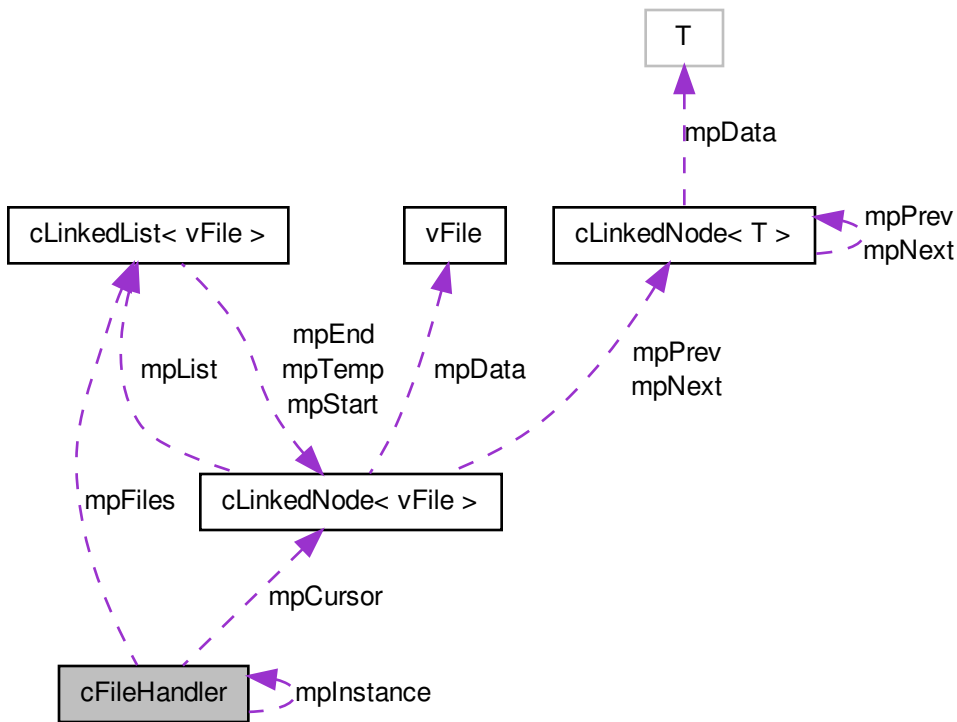 T
mpData
cLinkedList< vFile >
vFile
cLinkedNode< T >
mpPrev
mpNext
mpList
mpEnd
mpTemp
mpStart
mpData
mpPrev
mpNext
mpFiles
cLinkedNode< vFile >
mpCursor
cFileHandler
mpInstance